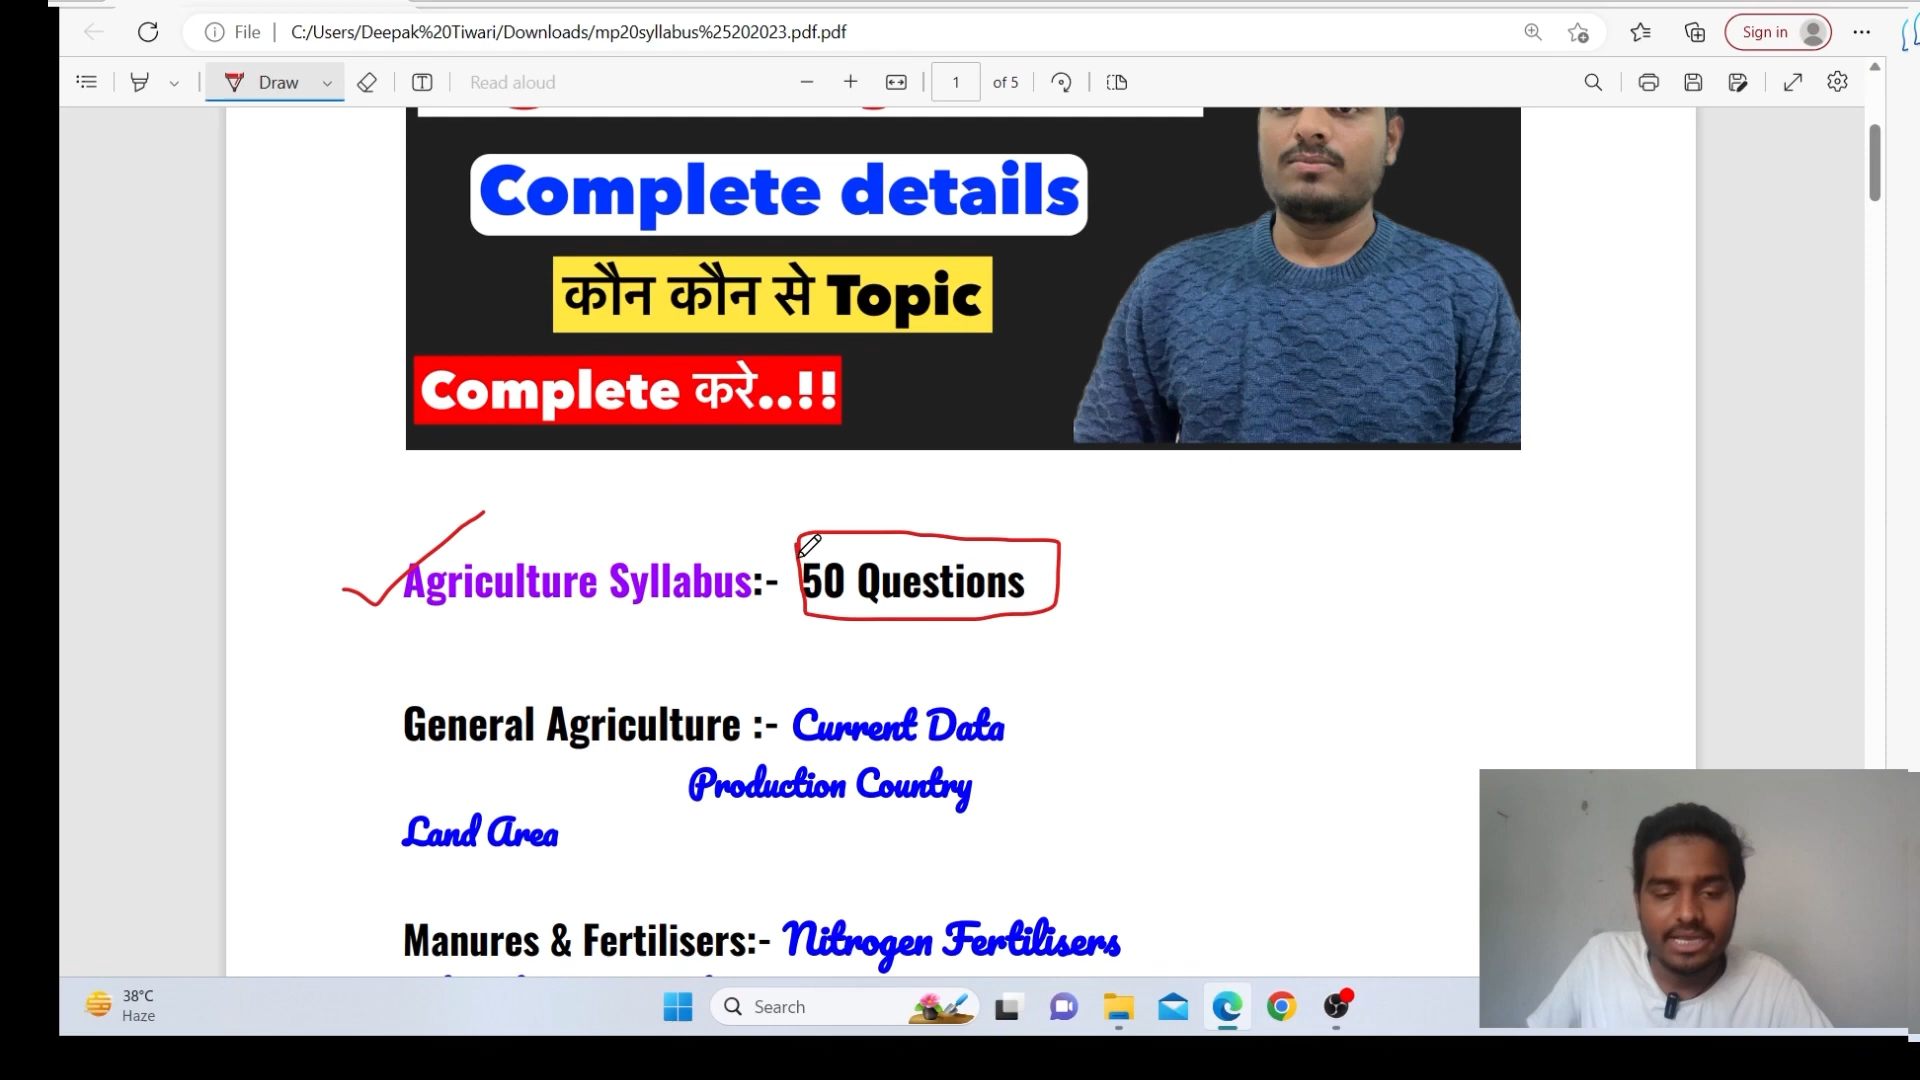 File
C:/Users/Deepak%20Tiwari/Downloads/mp20syllabus%25202023.pdf.pdf
Sign in
Draw
Read aloud
1
of 5
Complete details
कौन कौन से Topic
Complete करे..!!
Agriculture Syllabus:- 50 Questions
General Agriculture :- Current Data
Production Country
Land Area
Manures & Fertilisers:- Nitrogen Fertilisers
38°C
Haze
Search